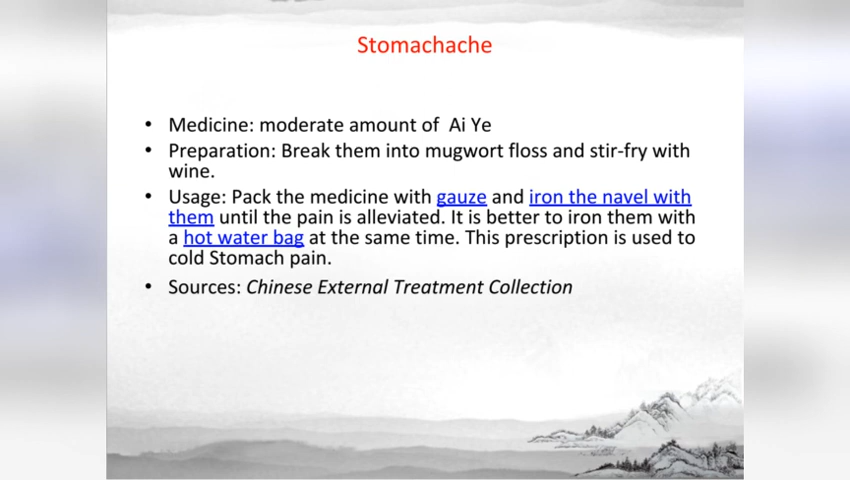 Stomachache
• Medicine: moderate amount of  Ai Ye
• Preparation: Break them into mugwort floss and stir-fry with
wine.
• Usage: Pack the medicine with gauze and iron the navel with
them until the pain is alleviated. It is better to iron them with
a hot water bag at the same time. This prescription is used to
cold Stomach pain.
• Sources: Chinese External Treatment Collection